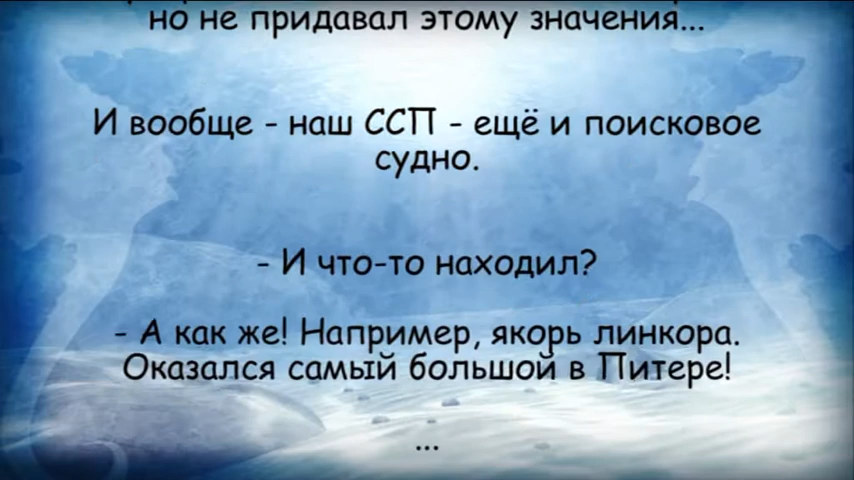 но не придавал этому значения...
И вообще - наш ССП - ещё и поисковое
судно.
- И что-то находил?
- А как же! Например, якорь линкора.
Оказался самый большой в Питере!
...